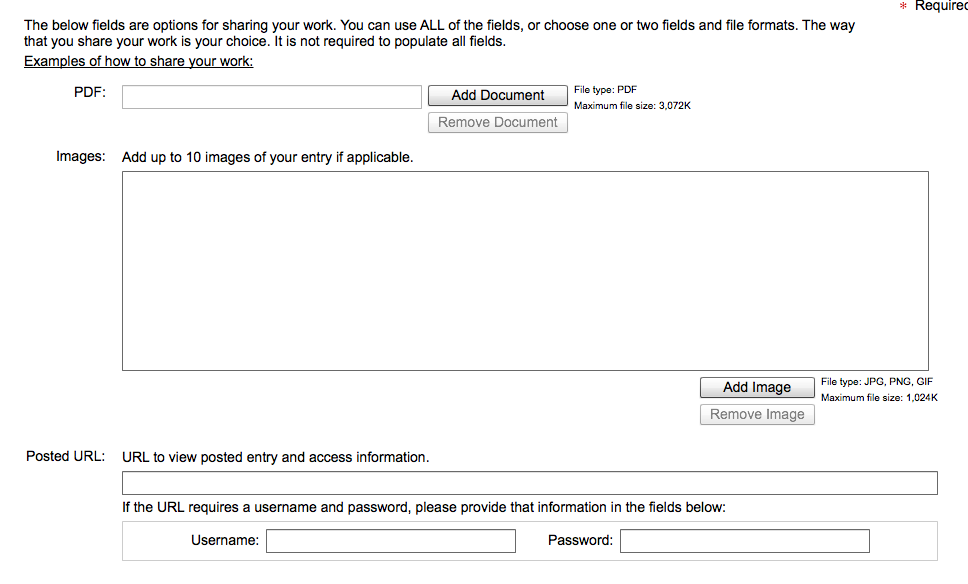 * Required
The below fields are options for sharing your work. You can use ALL of the fields, or choose one or two fields and file formats. The way
that you share your work is your choice. It is not required to populate all fields.
Examples of how to share your work:
PDF:
Add Document
File type: PDF
Maximum file size: 3,072K
Remove Document
Images:
Add up to 10 images of your entry if applicable.
Add Image
File type: JPG, PNG, GIF
Maximum file size: 1,024K
Remove Image
Posted URL:
URL to view posted entry and access information.
If the URL requires a username and password, please provide that information in the fields below:
Username:
Password: